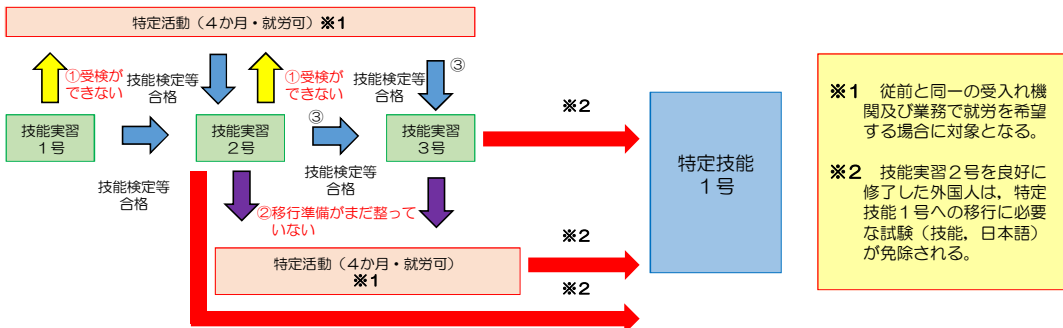 特定活動（４か月・就労可）※１
①受検が
できない
技能検定等
合格
①受検が
できない
技能検定等
合格
③
技能実習
１号
技能実習
２号
③
技能実習
３号
※２
技能検定等
合格
技能検定等
合格
②移行準備がまだ整って
いない
特定活動（４か月・就労可）
※１
※２
※２
特定技能
１号
※１　従前と同一の受入れ機
関及び業務で就労を希望
する場合に対象となる。
※２　技能実習２号を良好に
修了した外国人は，特定
技能１号への移行に必要
な試験（技能，日本語）
が免除される。